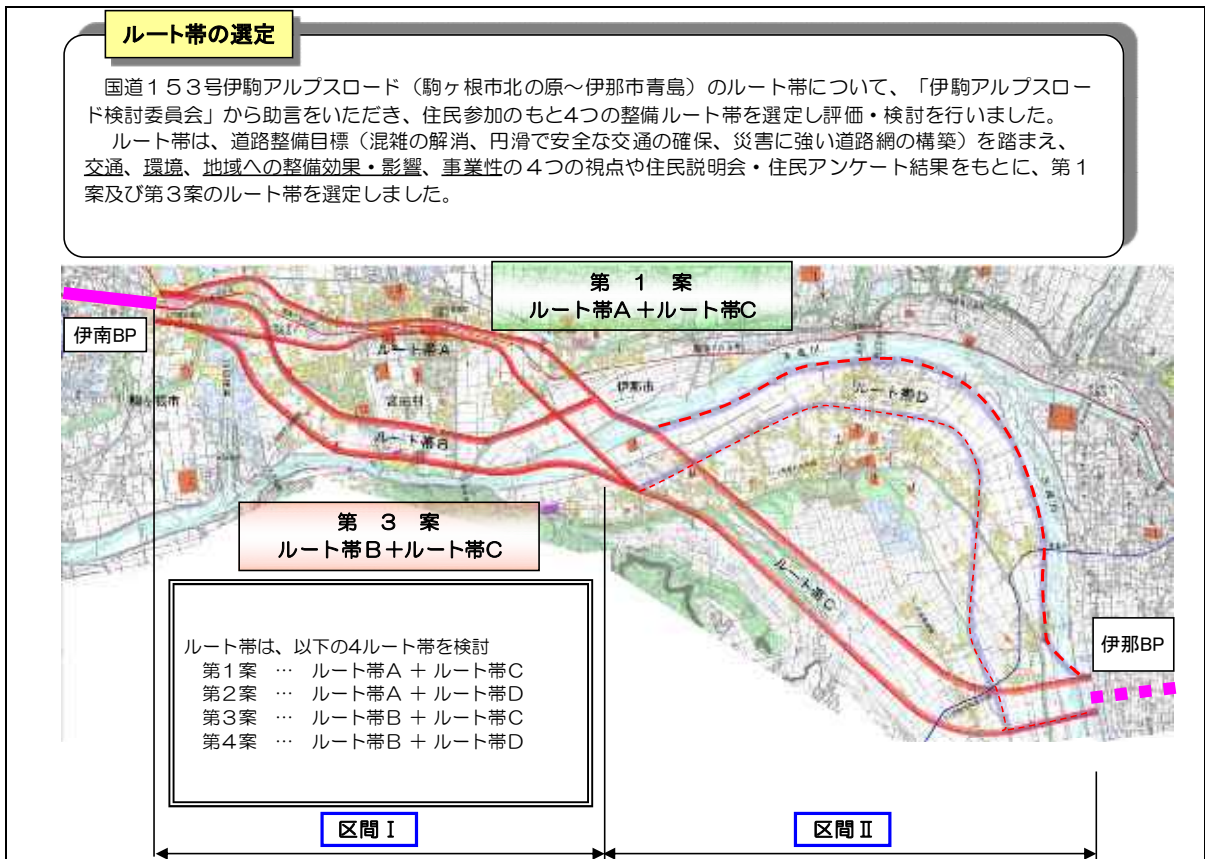 ルート帯の選定
国道153号伊駒アルプスロード（駒ヶ根市北の原～伊那市青島）のルート帯について、「伊駒アルプスロー
ド検討委員会」から助言をいただき、住民参加のもと4つの整備ルート帯を選定し評価・検討を行いました。
ルート帯は、道路整備目標（混雑の解消、円滑で安全な交通の確保、災害に強い道路網の構築）を踏まえ、
交通、環境、地域への整備効果・影響、事業性の４つの視点や住民説明会・住民アンケート結果をもとに、第１
案及び第３案のルート帯を選定しました。
第　１　案
ルート帯Ａ＋ルート帯Ｃ
伊南BP
ルート帯A
伊那市
ルート帯D
駒ヶ根市
宮田村
ルート帯B
第　３　案
ルート帯Ｂ＋ルート帯Ｃ
ルート帯C
伊那BP
ルート帯は、以下の4ルート帯を検討
第１案　…　ルート帯Ａ + ルート帯Ｃ
第２案　…　ルート帯Ａ + ルート帯Ｄ
第３案　…　ルート帯Ｂ + ルート帯Ｃ
第４案　…　ルート帯Ｂ + ルート帯Ｄ
区間Ⅰ
区間Ⅱ